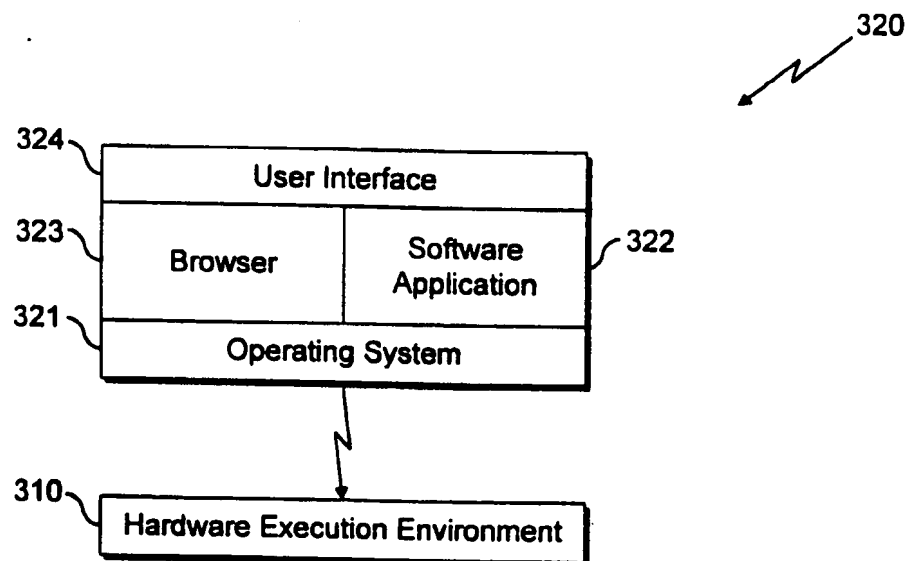 320
324
User Interface
323
Browser
Software
Application
322
321
Operating System
310
Hardware Execution Environment